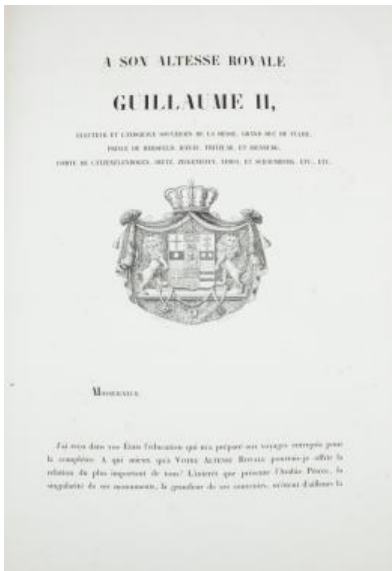 A SON ALTESSE ROYALE
GUILLAUME II,
ÉLECTEUR ET LANDGRAVE SOUVERAIN DE LA HESSE, GRAND DUC DE FULDE,
PRINCE DE HERSFELD, HANAU, FRITZLAR, ET ISENBURG,
COMTE DE CATZENELNBOGEN, DIETZ, ZIEGENHAYN, NIDDA, ET SCHAUMBURG, ETC., ETC.
MONSEIGNEUR
J'ai reçu dans vos États l'éducation qui m'a préparé aux voyages entrepris pour
la compléter. A qui mieux qu'à VOTRE ALTESSE ROYALE pouvais-je offrir la
relation du plus important de tous? L'intérêt que présente l'Arabie Pétrée, la
singularité de ses monuments, la grandeur de ses souvenirs, m'étaient d'ailleurs la